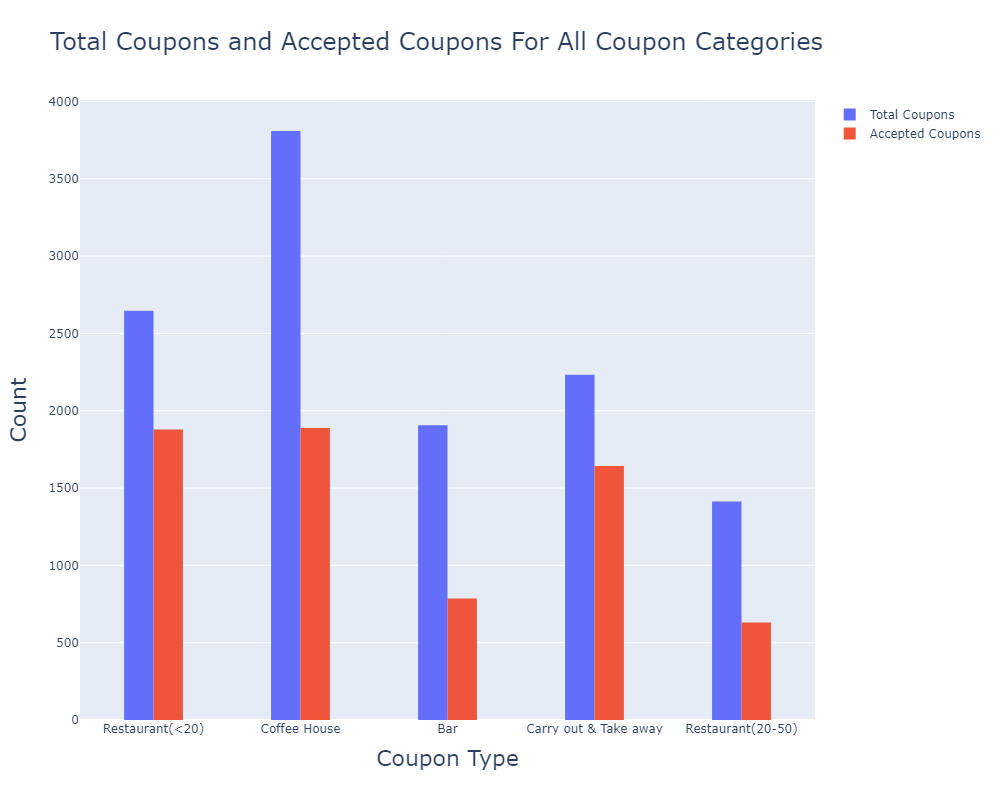 Total Coupons and Accepted Coupons For All Coupon Categories
Total Coupons
Accepted Coupons
4000
3500
3000
2500
2000
1500
1000
500
0
Count
Restaurant(<20)
Coffee House
Bar
Carry out & Take away
Restaurant(20-50)
Coupon Type